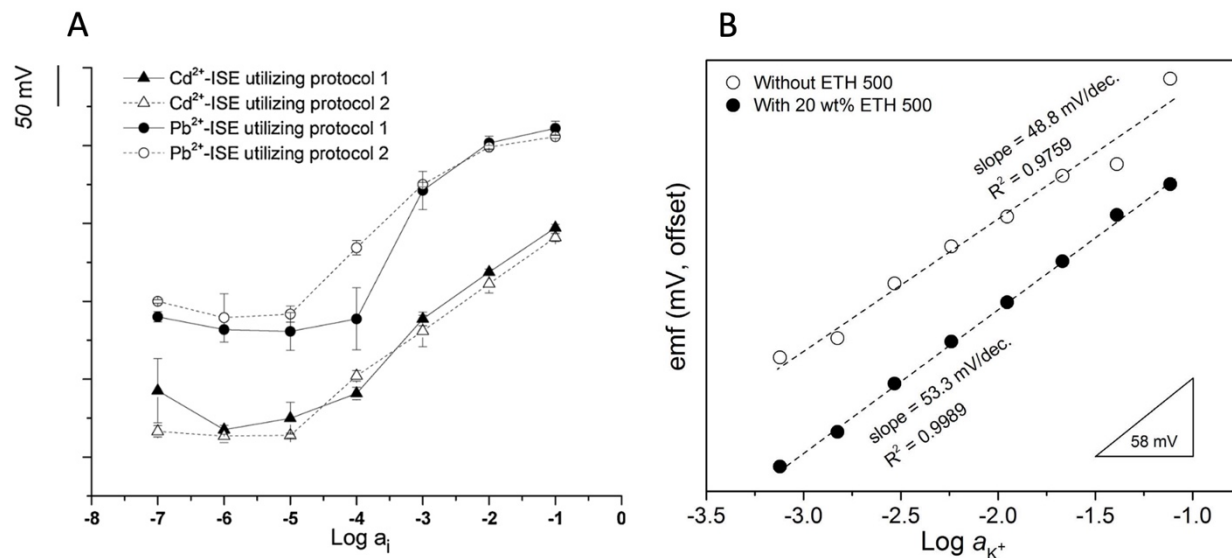 A
50 mV
Cd²⁺-ISE utilizing protocol 1
Cd²⁺-ISE utilizing protocol 2
Pb²⁺-ISE utilizing protocol 1
Pb²⁺-ISE utilizing protocol 2
-8 -7 -6 -5 -4 -3 -2 -1 0
Log aᵢ
B
Without ETH 500
With 20 wt% ETH 500
slope = 48.8 mV/dec.
R² = 0.9759
slope = 53.3 mV/dec.
R² = 0.9989
58 mV
emf (mV, offset)
-3.5 -3.0 -2.5 -2.0 -1.5 -1.0
Log a_K⁺